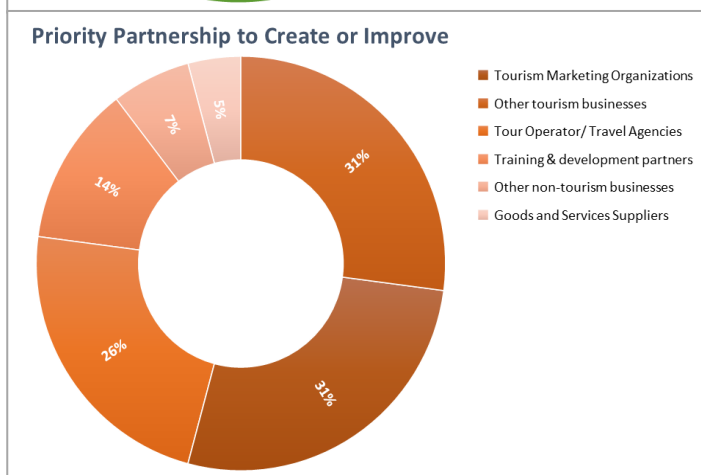 Priority Partnership to Create or Improve
Tourism Marketing Organizations
Other tourism businesses
Tour Operator/ Travel Agencies
Training & development partners
Other non-tourism businesses
Goods and Services Suppliers
5%
7%
31%
14%
26%
31%